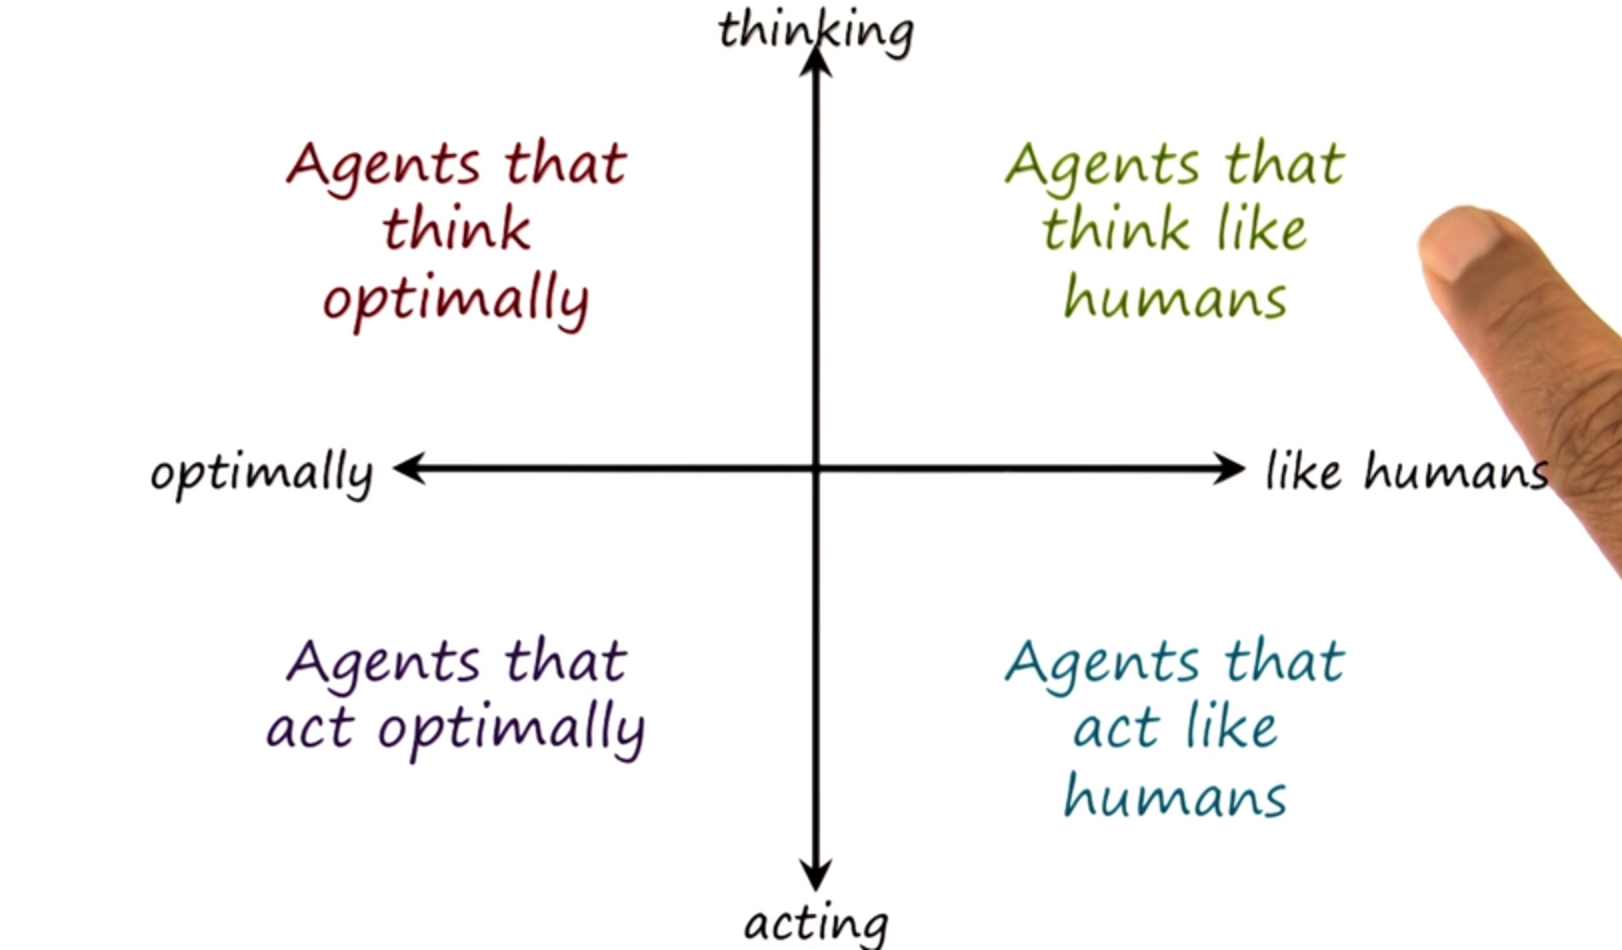 thinking
Agents that
think
optimally
Agents that
think like
humans
optimally
like humans
Agents that
act optimally
Agents that
act like
humans
acting